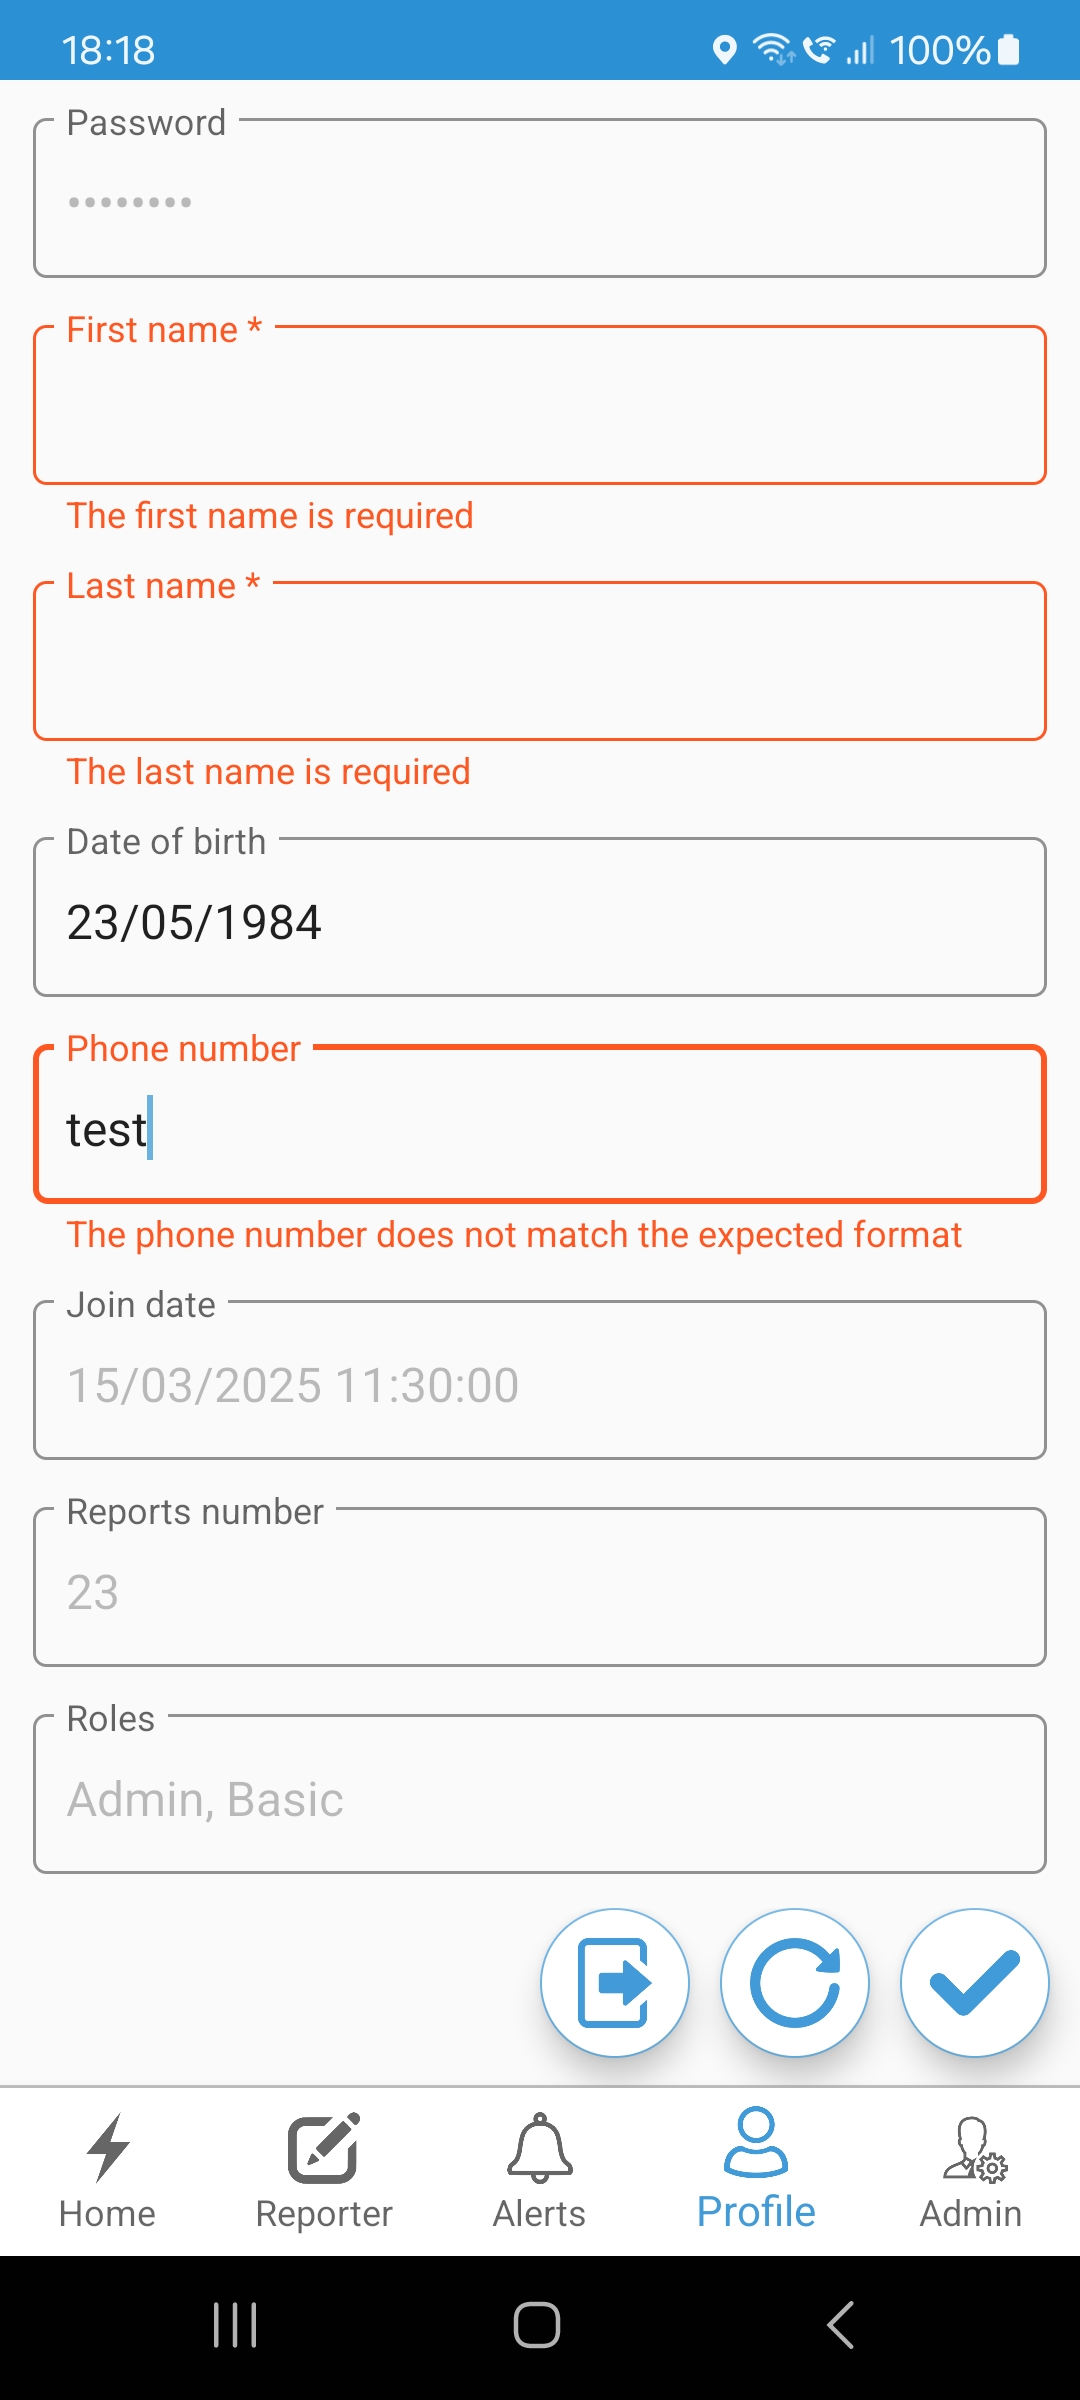 18:18
100%
Password
••••••••
First name *
The first name is required
Last name *
The last name is required
Date of birth
23/05/1984
Phone number
test
The phone number does not match the expected format
Join date
15/03/2025 11:30:00
Reports number
23
Roles
Admin, Basic
Home
Reporter
Alerts
Profile
Admin